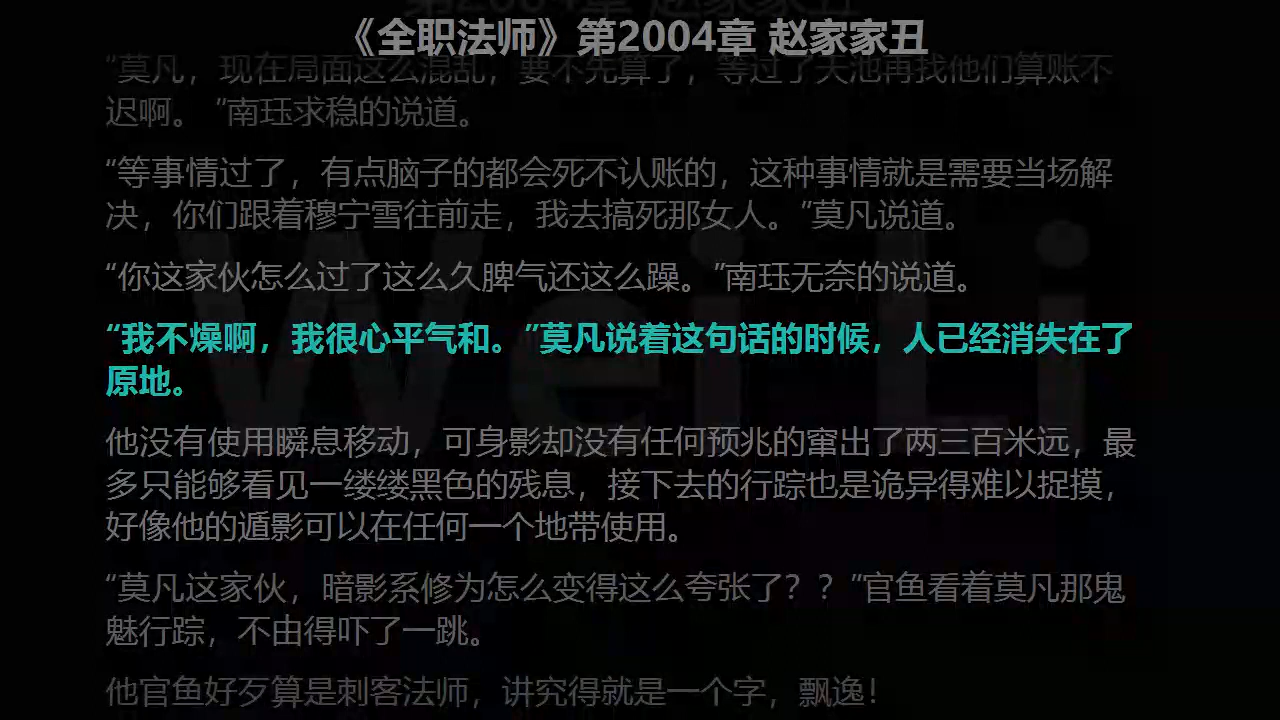 《全职法师》第2004章 赵家家丑
“莫凡，现在局面这么混乱，要不先算了，等过了天池再找他们算账不
迟啊。”南珏求稳的说道。
“等事情过了，有点脑子的都会死不认账的，这种事情就是需要当场解
决，你们跟着穆宁雪往前走，我去搞死那女人。”莫凡说道。
“你这家伙怎么过了这么久脾气还这么躁。”南珏无奈的说道。
“我不燥啊，我很心平气和。”莫凡说着这句话的时候，人已经消失在了
原地。
他没有使用瞬息移动，可身影却没有任何预兆的窜出了两三百米远，最
多只能够看见一缕缕黑色的残息，接下去的行踪也是诡异得难以捉摸，
好像他的遁影可以在任何一个地带使用。
“莫凡这家伙，暗影系修为怎么变得这么夸张了？？”官鱼看着莫凡那鬼
魅行踪，不由得吓了一跳。
他官鱼好歹算是刺客法师，讲究得就是一个字，飘逸！
Wei Li